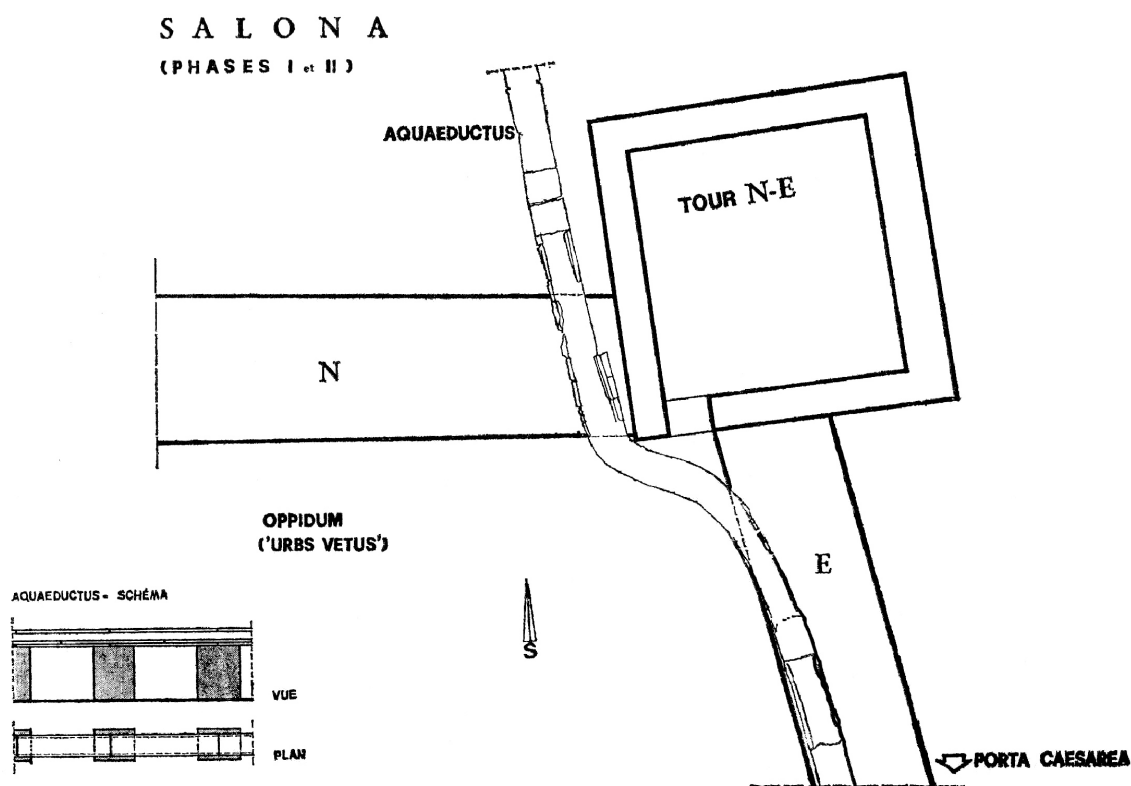 SALONA
(PHASES I et II)
AQUAEDUCTUS
TOUR N-E
N
OPPIDUM
('URBS VETUS')
E
AQUAEDUCTUS - SCHÉMA
S
VUE
PLAN
PORTA CAESAREA